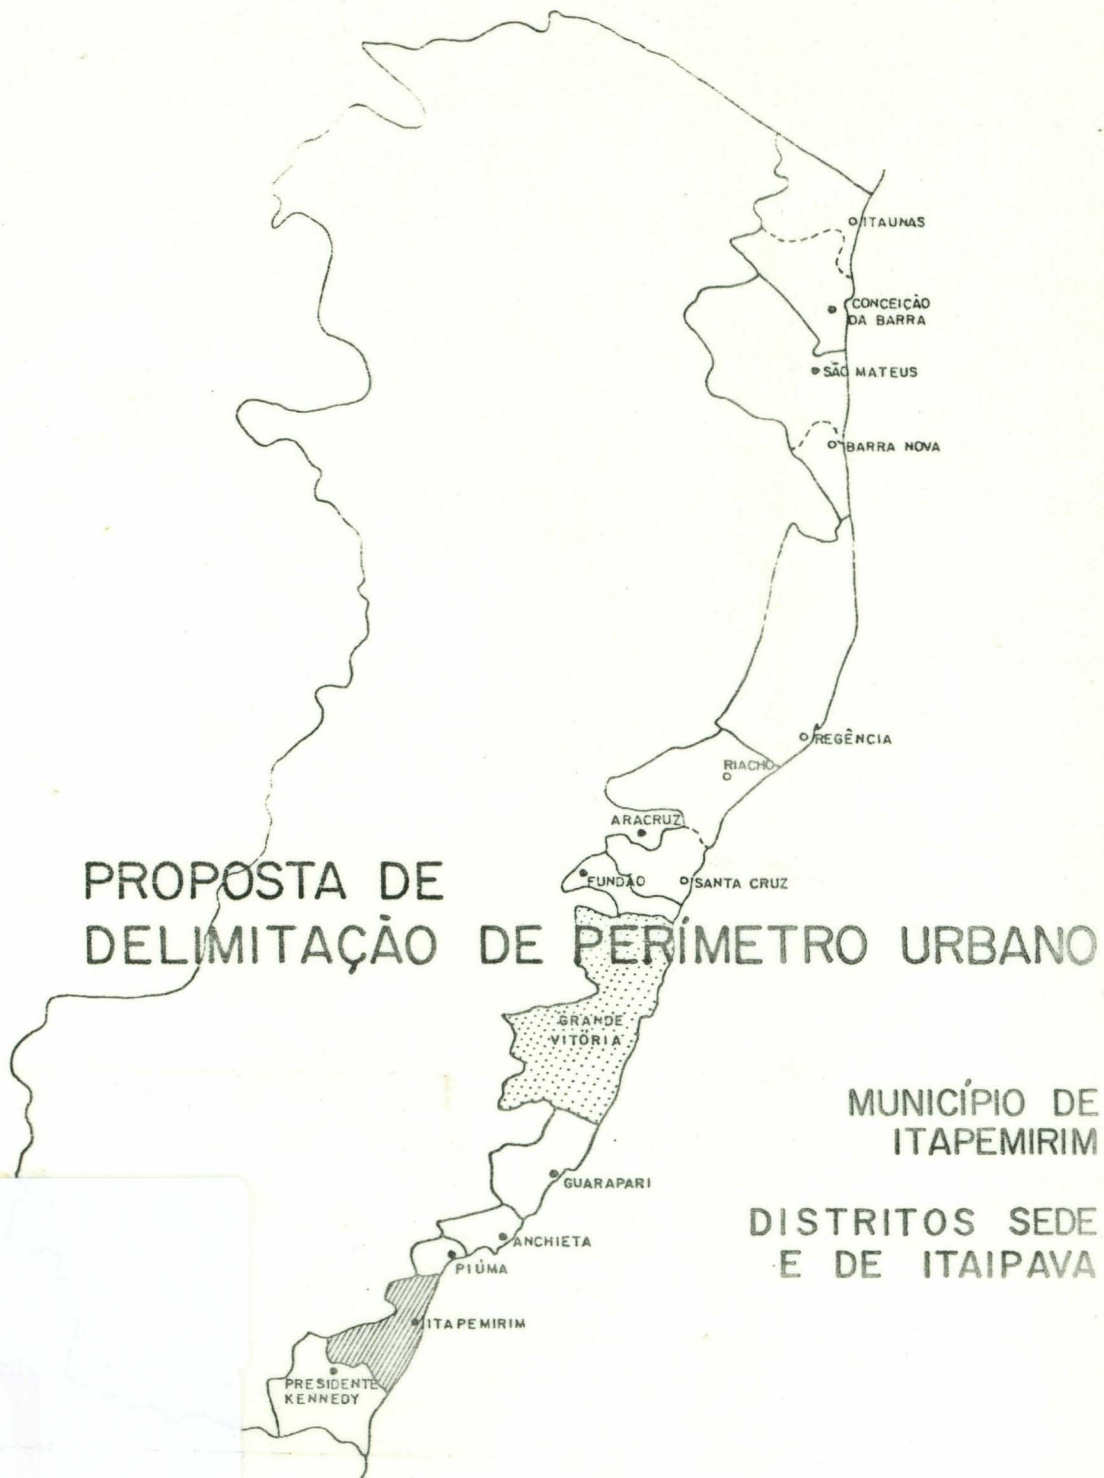 ITAUNAS
CONCEIÇÃO
DA BARRA
SÃO MATEUS
BARRA NOVA
REGÊNCIA
RIACHO
ARACRUZ
FUNDÃO
SANTA CRUZ
PROPOSTA DE
DELIMITAÇÃO DE PERÍMETRO URBANO
GRANDE
VITÓRIA
MUNICÍPIO DE
ITAPEMIRIM
GUARAPARI
DISTRITOS SEDE
E DE ITAIPAVA
ANCHIETA
PIÚMA
ITAPEMIRIM
PRESIDENTE
KENNEDY